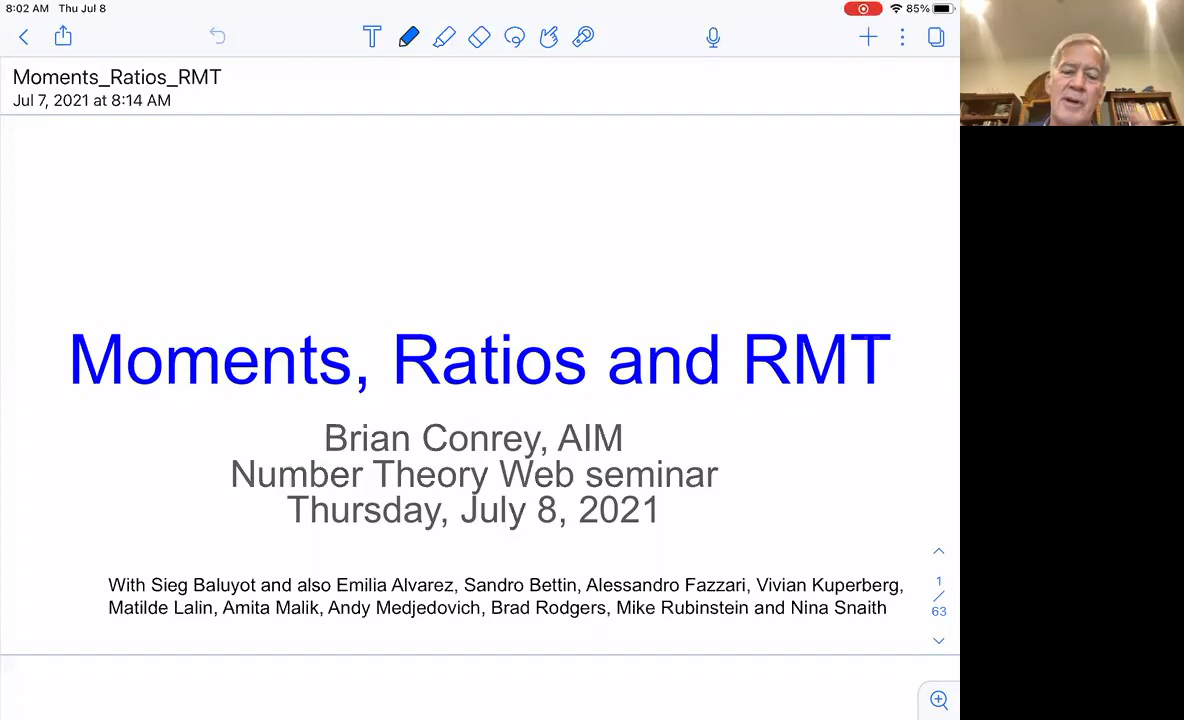 8:02 AM Thu Jul 8
85%
T
Moments_Ratios_RMT
Jul 7, 2021 at 8:14 AM
Moments, Ratios and RMT
Brian Conrey, AIM
Number Theory Web seminar
Thursday, July 8, 2021
With Sieg Baluyot and also Emilia Alvarez, Sandro Bettin, Alessandro Fazzari, Vivian Kuperberg,
Matilde Lalin, Amita Malik, Andy Medjedovich, Brad Rodgers, Mike Rubinstein and Nina Snaith
1
/
63